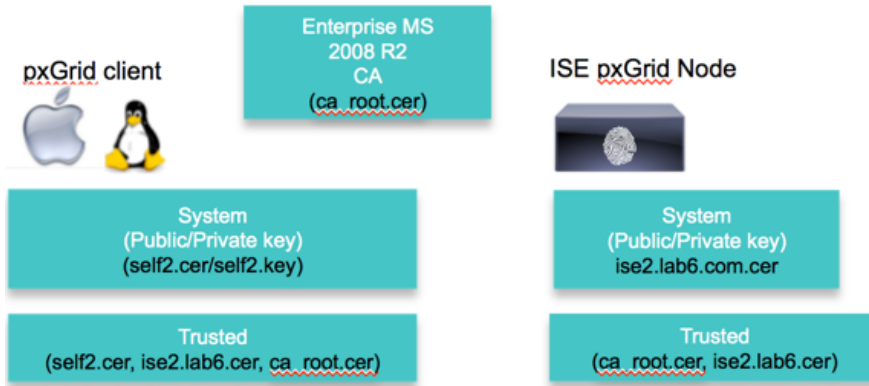 Enterprise MS
2008 R2
CA
(ca_root.cer)
pxGrid client
ISE pxGrid Node
System
(Public/Private key)
(self2.cer/self2.key)
System
(Public/Private key)
ise2.lab6.com.cer
Trusted
(self2.cer, ise2.lab6.cer, ca_root.cer)
Trusted
(ca_root.cer, ise2.lab6.cer)